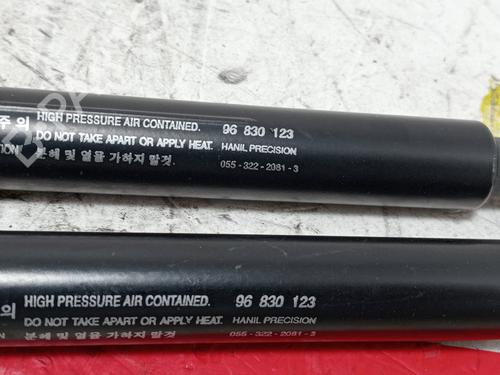 주 의 HIGH PRESSURE AIR CONTAINED. 96 830 123
DO NOT TAKE APART OR APPLY HEAT. HANIL PRECISION
분해 및 열을 가하지 말것. 055-322-2081-3
의 HIGH PRESSURE AIR CONTAINED. 96 830 123
DO NOT TAKE APART OR APPLY HEAT. HANIL PRECISION
분해 및 열을 가하지 말것. 055-322-2081-3